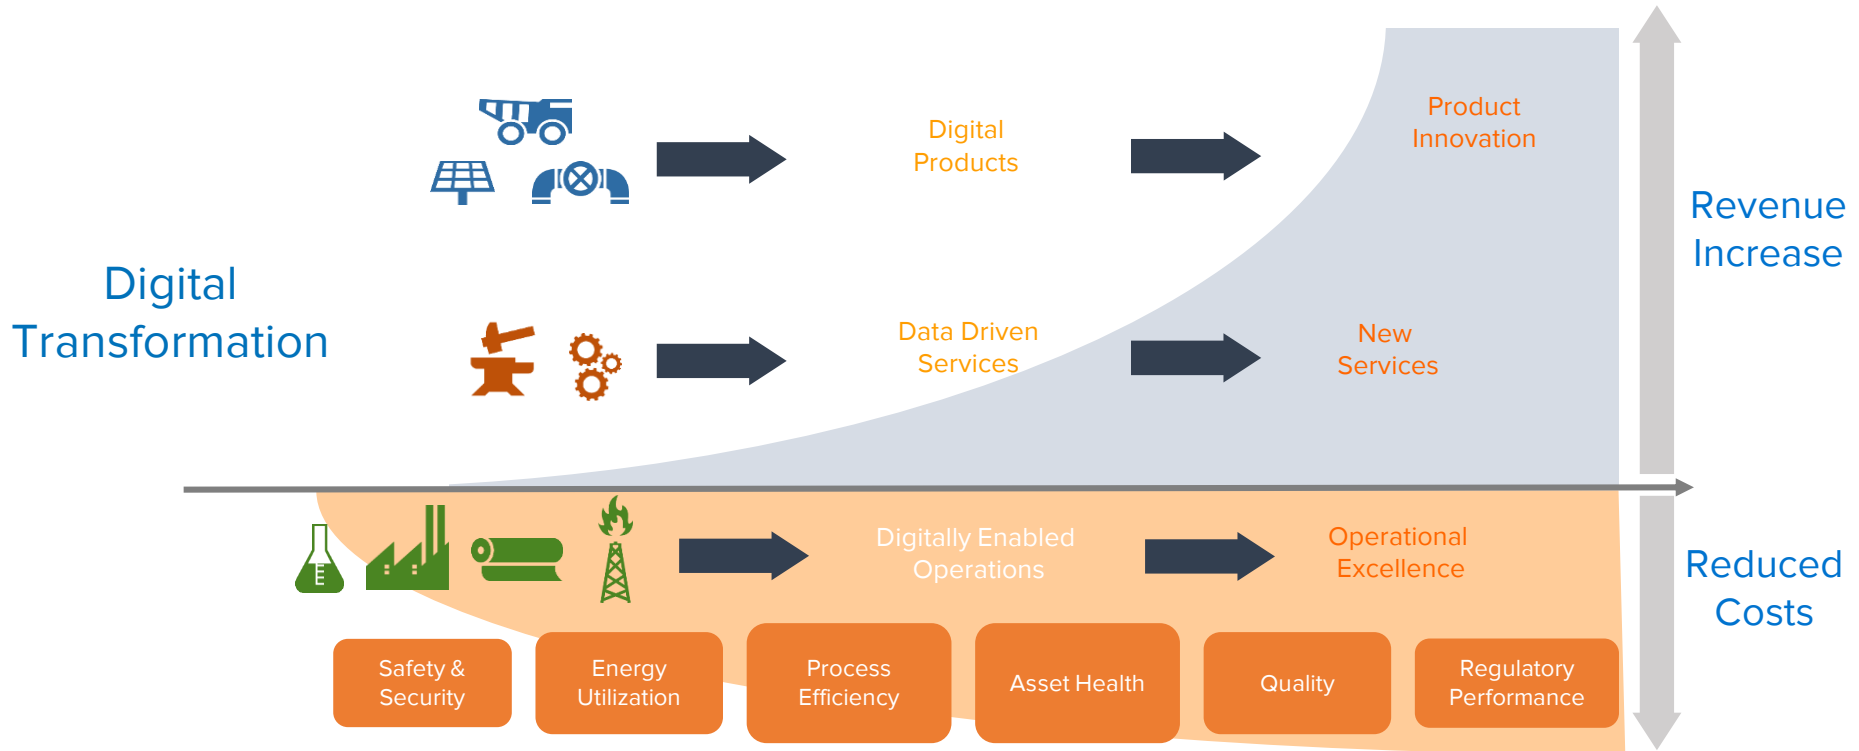 Digital
Transformation
Digital
Products
Product
Innovation
Data Driven
Services
New
Services
Revenue
Increase
Digitally Enabled
Operations
Operational
Excellence
Reduced
Costs
Safety &
Security
Energy
Utilization
Process
Efficiency
Asset Health
Quality
Regulatory
Performance